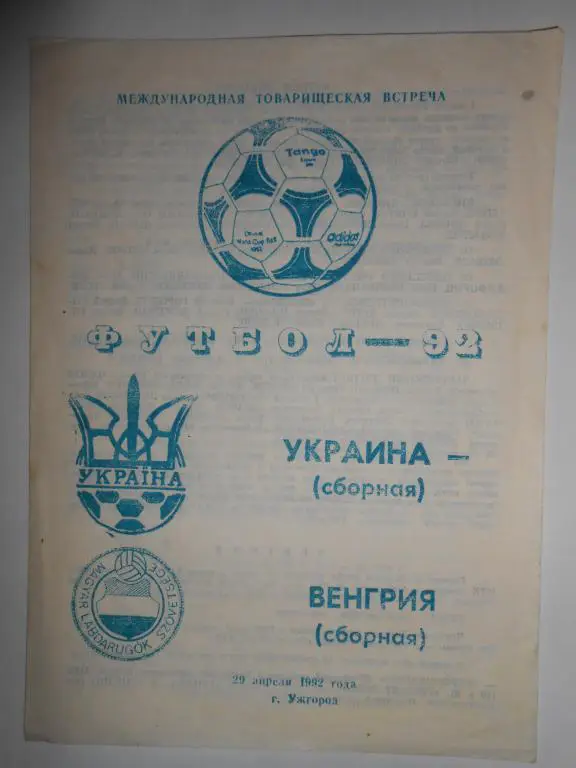 МЕЖДУНАРОДНАЯ ТОВАРИЩЕСКАЯ ВСТРЕЧА
Tango
adidas
ФУТБОЛ—92
УКРАЇНА
УКРАИНА —
(сборная)
MAGYAR LABDARUGÓK SZÖVETSÉGE
ВЕНГРИЯ
(сборная)
29 апреля 1992 года
г. Ужгород